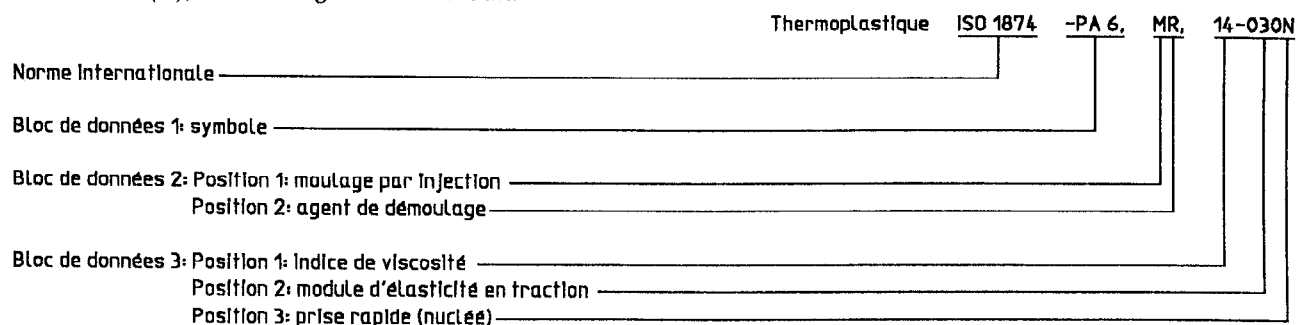 Thermoplastique ISO 1874 -PA 6, MR, 14-030N
Norme Internationale
Bloc de données 1: symbole
Bloc de données 2: Position 1: moulage par injection
Position 2: agent de démoulage
Bloc de données 3: Position 1: indice de viscosité
Position 2: module d'élasticité en traction
Position 3: prise rapide (nucléé)